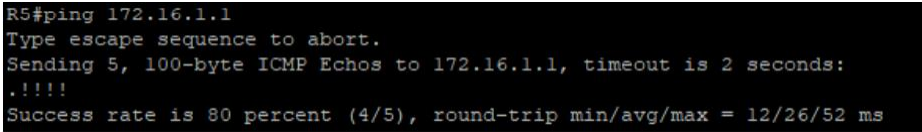 R5#ping 172.16.1.1
Type escape sequence to abort.
Sending 5, 100-byte ICMP Echos to 172.16.1.1, timeout is 2 seconds:
.!!!!
Success rate is 80 percent (4/5), round-trip min/avg/max = 12/26/52 ms